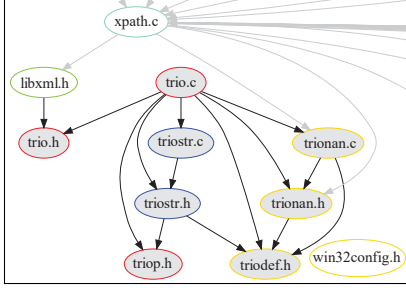 xpath.c
libxml.h
trio.c
trio.h
triostr.c
trionan.c
triostr.h
trionan.h
triop.h
triodef.h
win32config.h